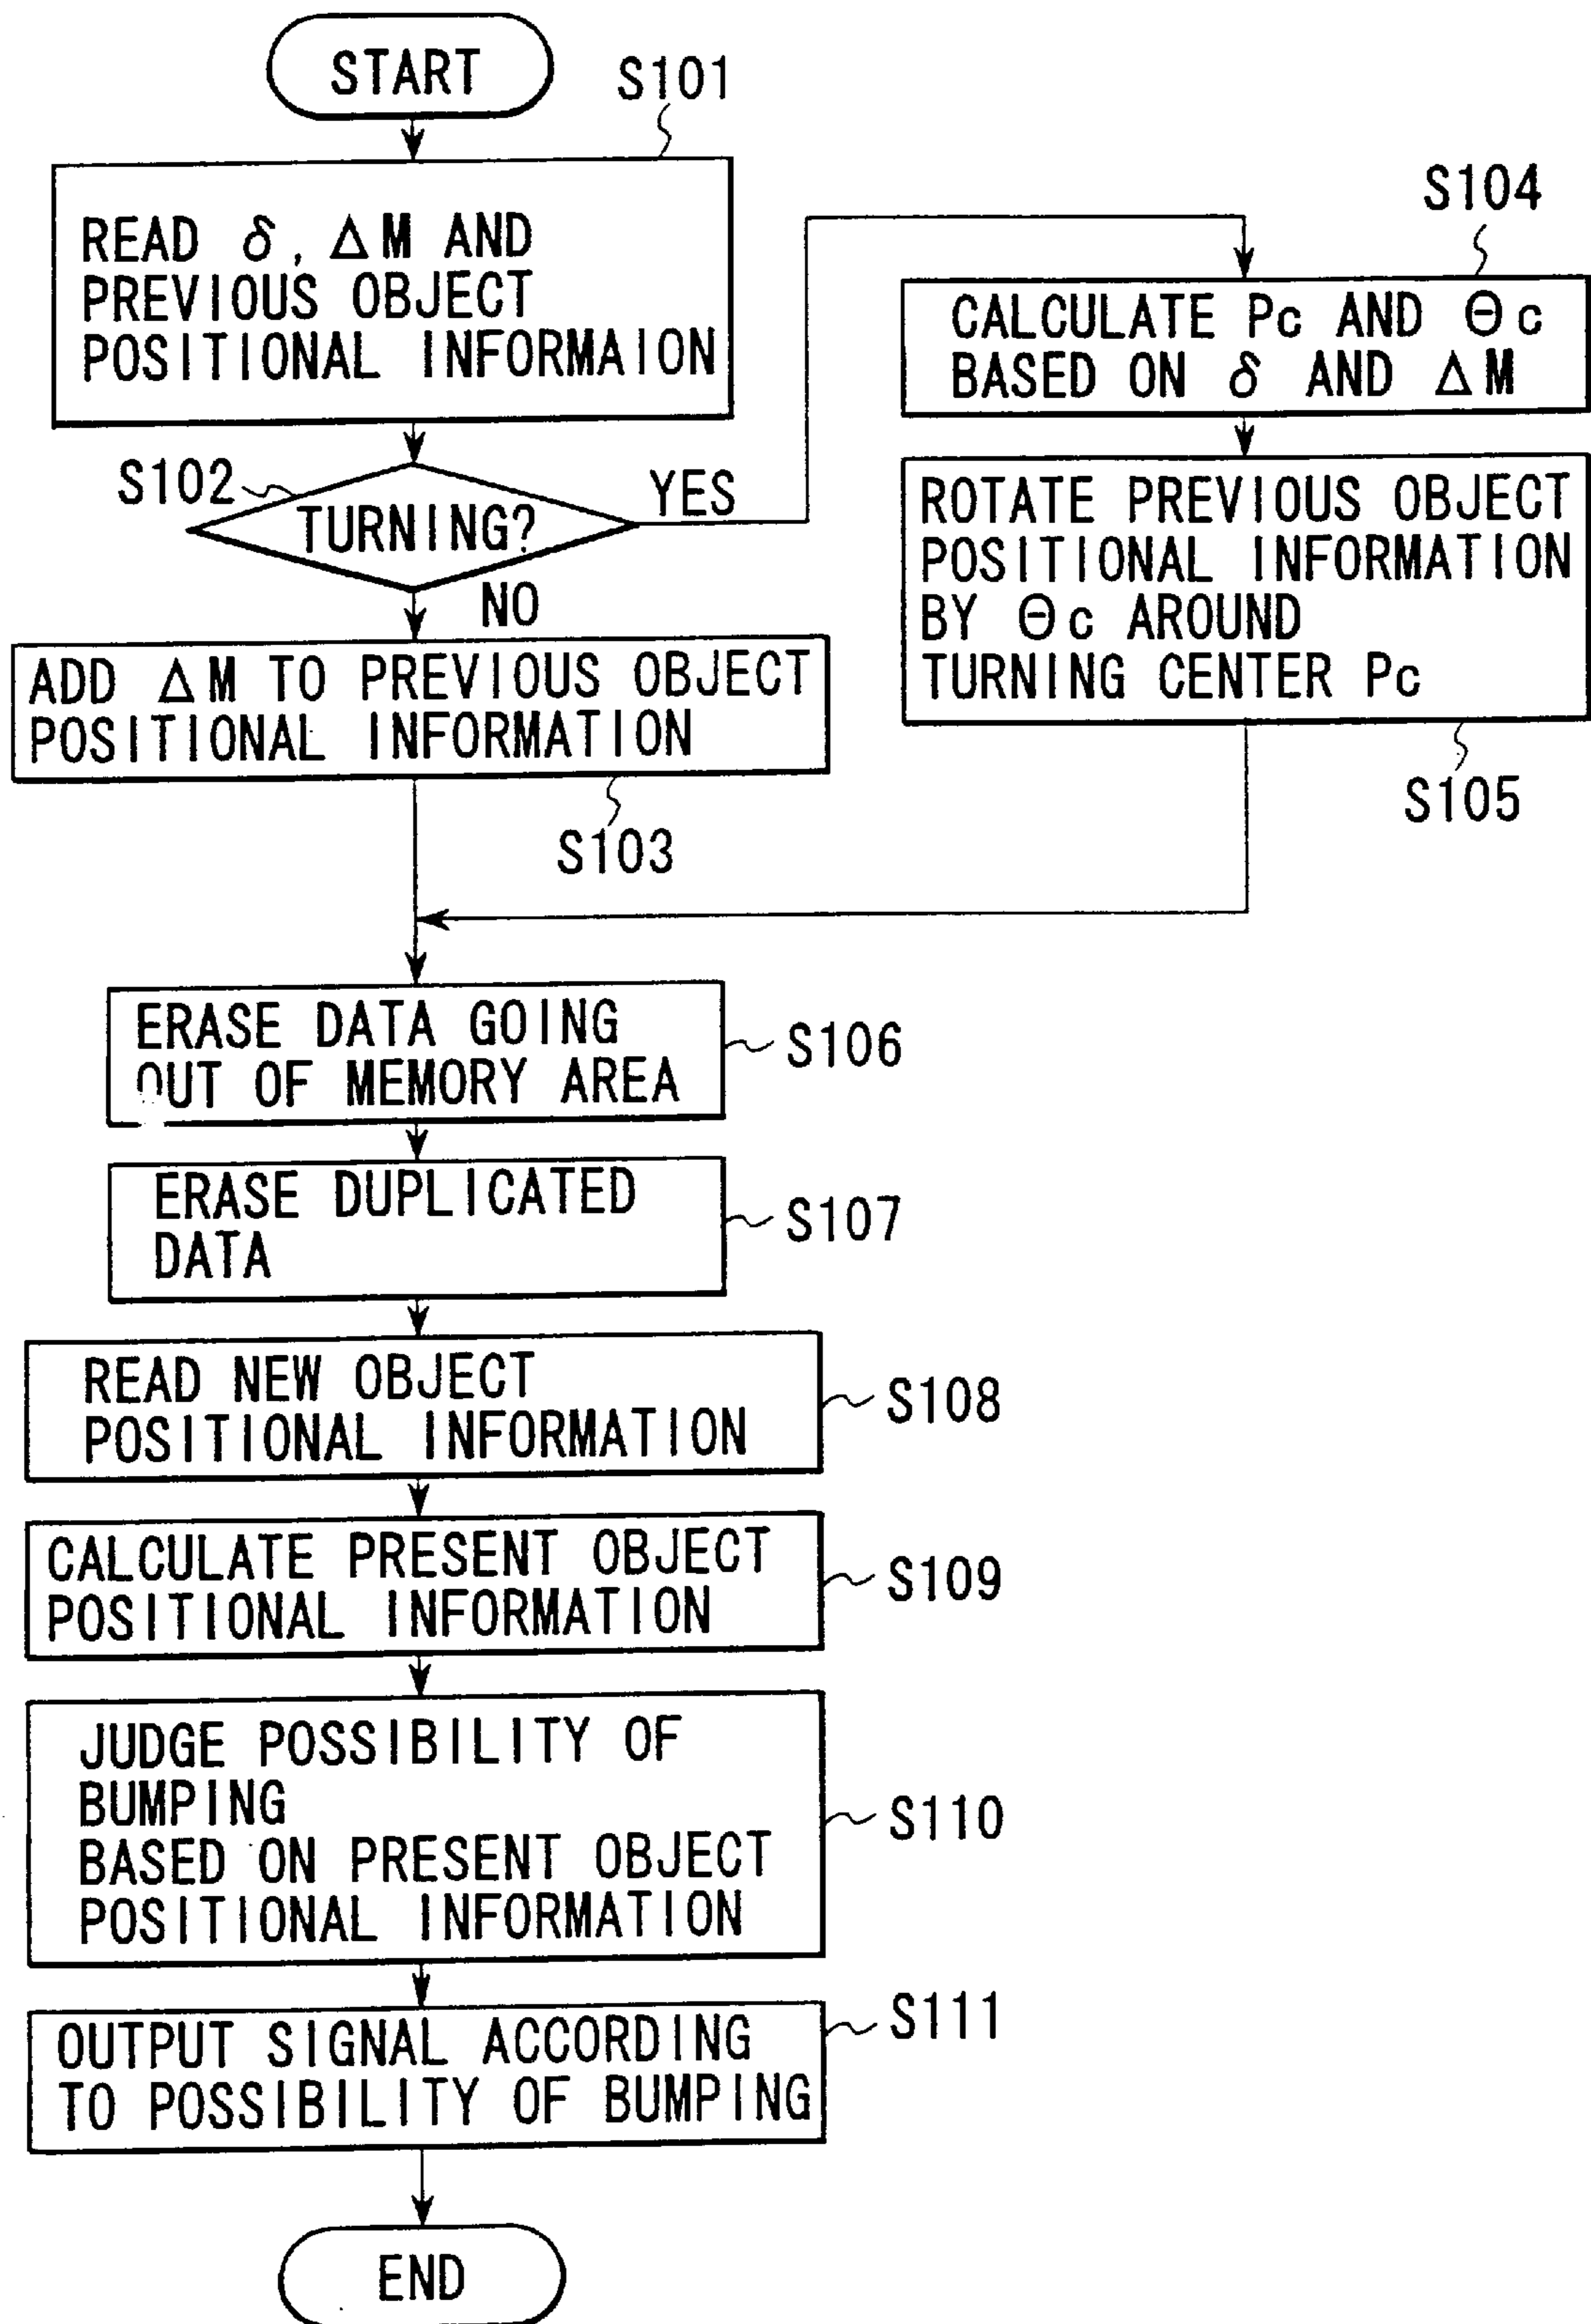 START
S101
READ δ, ΔM AND
PREVIOUS OBJECT
POSITIONAL INFORMAION
S102
TURNING?
YES
NO
S104
CALCULATE Pc AND Θc
BASED ON δ AND ΔM
ROTATE PREVIOUS OBJECT
POSITIONAL INFORMATION
BY Θc AROUND
TURNING CENTER Pc
S105
ADD ΔM TO PREVIOUS OBJECT
POSITIONAL INFORMATION
S103
ERASE DATA GOING
OUT OF MEMORY AREA
S106
ERASE DUPLICATED
DATA
S107
READ NEW OBJECT
POSITIONAL INFORMATION
S108
CALCULATE PRESENT OBJECT
POSITIONAL INFORMATION
S109
JUDGE POSSIBILITY OF
BUMPING
BASED ON PRESENT OBJECT
POSITIONAL INFORMATION
S110
OUTPUT SIGNAL ACCORDING
TO POSSIBILITY OF BUMPING
S111
END